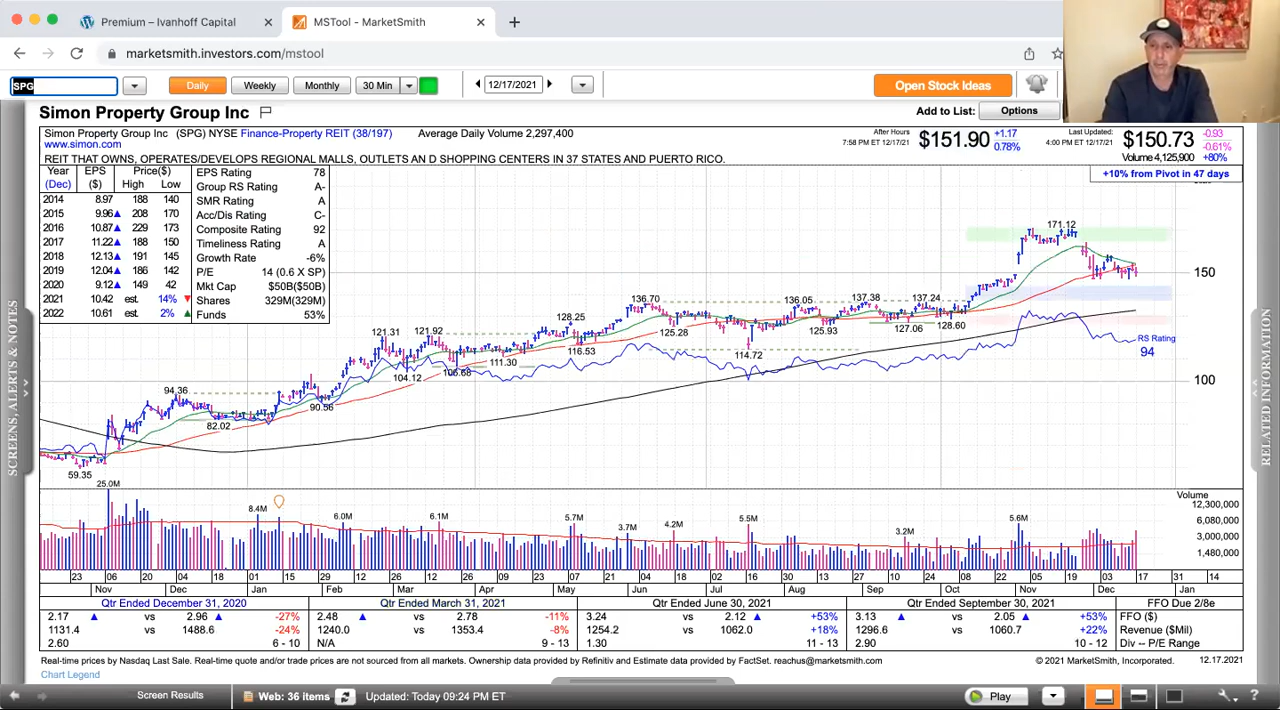 Premium – Ivanhoff Capital
MSTool - MarketSmith
marketsmith.investors.com/mstool
SPG Daily Weekly Monthly 30 Min 12/17/2021 Open Stock Ideas
Simon Property Group Inc Add to List: Options
Simon Property Group Inc (SPG) NYSE Finance-Property REIT (38/197) Average Daily Volume 2,297,400
www.simon.com
REIT THAT OWNS, OPERATES/DEVELOPS REGIONAL MALLS, OUTLETS AN D SHOPPING CENTERS IN 37 STATES AND PUERTO RICO.
After Hours
7:58 PM ET 12/17/21 $151.90 +1.17
0.78%
Last Updated:
4:00 PM ET 12/17/21 $150.73 -0.93
-0.61%
Volume 4,125,900 +80%
+10% from Pivot in 47 days
Year EPS Price($)
(Dec) ($) High Low
2014 8.97 188 140
2015 9.96 208 170
2016 10.87 229 173
2017 11.22 188 150
2018 12.13 191 145
2019 12.04 186 142
2020 9.12 149 42
2021 10.42 est. 14%
2022 10.61 est. 2%
EPS Rating 78
Group RS Rating A-
SMR Rating A
Acc/Dis Rating C-
Composite Rating 92
Timeliness Rating A
Growth Rate -6%
P/E 14 (0.6 X SP)
Mkt Cap $50B($50B)
Shares 329M(329M)
Funds 53%
171.12
150
136.70 136.05 137.38 137.24
128.25
121.31 121.92
125.28 125.93 127.06 128.60
116.53 114.72
111.30
104.12 106.68
RS Rating
94
100
94.36
90.56
82.02
59.35
25.0M
8.4M 6.0M 6.1M 5.7M 3.7M 4.2M 5.5M 3.2M 5.6M
Volume
12,300,000
6,080,000
3,000,000
1,480,000
23 06 20 04 18 01 15 29 12 26 12 26 09 23 07 21 04 18 02 16 30 13 27 10 24 08 22 05 19 03 17 31 14
Nov Dec Jan Feb Mar Apr May Jun Jul Aug Sep Oct Nov Dec Jan
Qtr Ended December 31, 2020 Qtr Ended March 31, 2021 Qtr Ended June 30, 2021 Qtr Ended September 30, 2021 FFO Due 2/8e
2.17 vs 2.96 -27% 2.48 vs 2.78 -11% 3.24 vs 2.12 +53% 3.13 vs 2.05 +53% FFO ($)
1131.4 vs 1488.6 -24% 1240.0 vs 1353.4 -8% 1254.2 vs 1062.0 +18% 1296.6 vs 1060.7 +22% Revenue ($Mil)
2.60 6 - 10 N/A 9 - 13 1.30 11 - 13 2.90 10 - 12 Div -- P/E Range
Real-time prices by Nasdaq Last Sale. Real-time quote and/or trade prices are not sourced from all markets. Ownership data provided by Refinitiv and Estimate data provided by FactSet. reachus@marketsmith.com © 2021 MarketSmith, Incorporated. 12.17.2021
Chart Legend
SCREENS, ALERTS & NOTES
RELATED INFORMATION
Screen Results Web: 36 items Updated: Today 09:24 PM ET Play